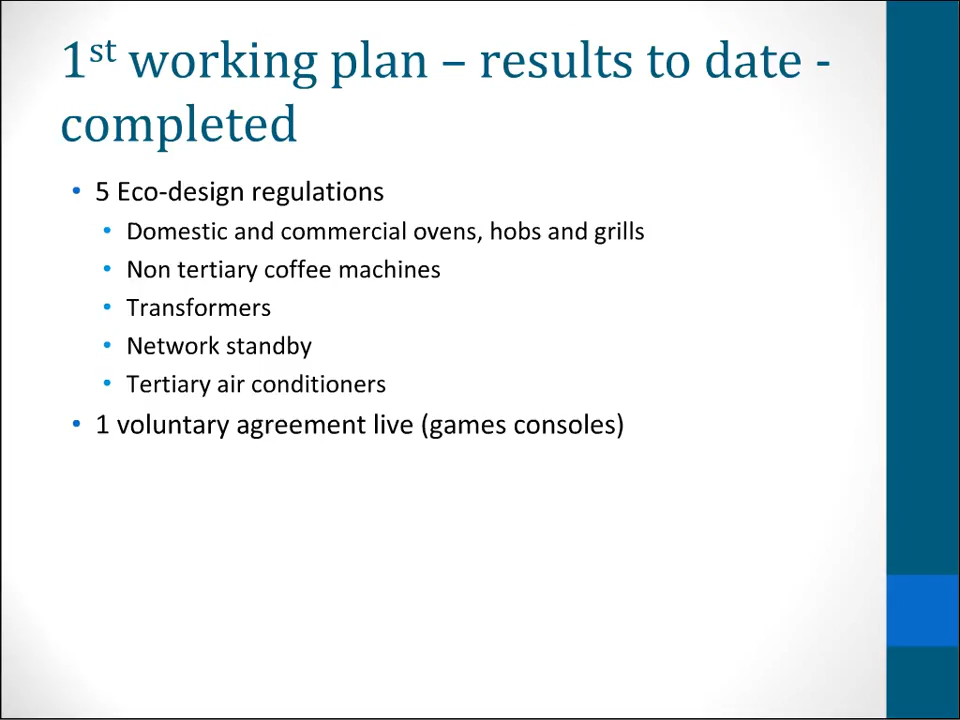 1st working plan – results to date -
completed
• 5 Eco-design regulations
• Domestic and commercial ovens, hobs and grills
• Non tertiary coffee machines
• Transformers
• Network standby
• Tertiary air conditioners
• 1 voluntary agreement live (games consoles)